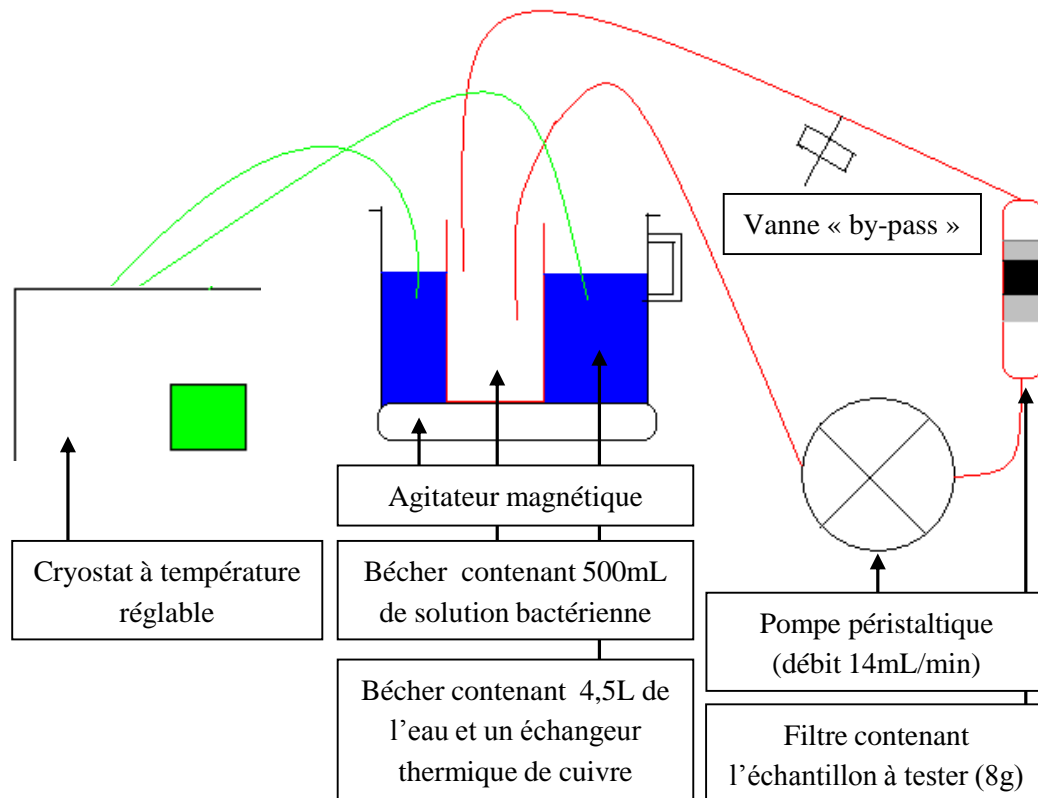 Vanne « by-pass »
Agitateur magnétique
Cryostat à température
réglable
Bécher contenant 500mL
de solution bactérienne
Pompe péristaltique
(débit 14mL/min)
Bécher contenant 4,5L de
l’eau et un échangeur
thermique de cuivre
Filtre contenant
l’échantillon à tester (8g)